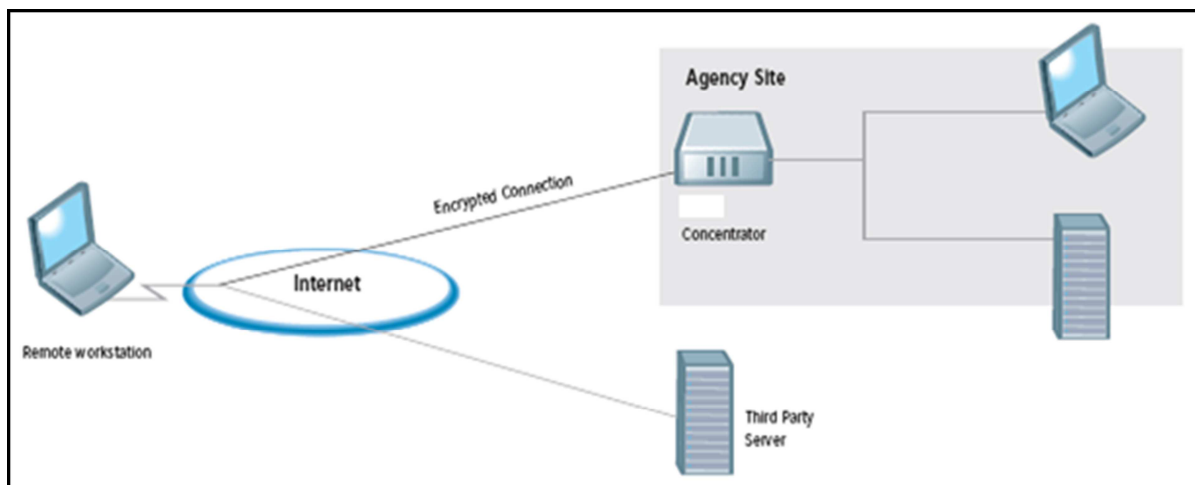 Agency Site
Encrypted Connection
Concentrator
Internet
Remote workstation
Third Party
Server